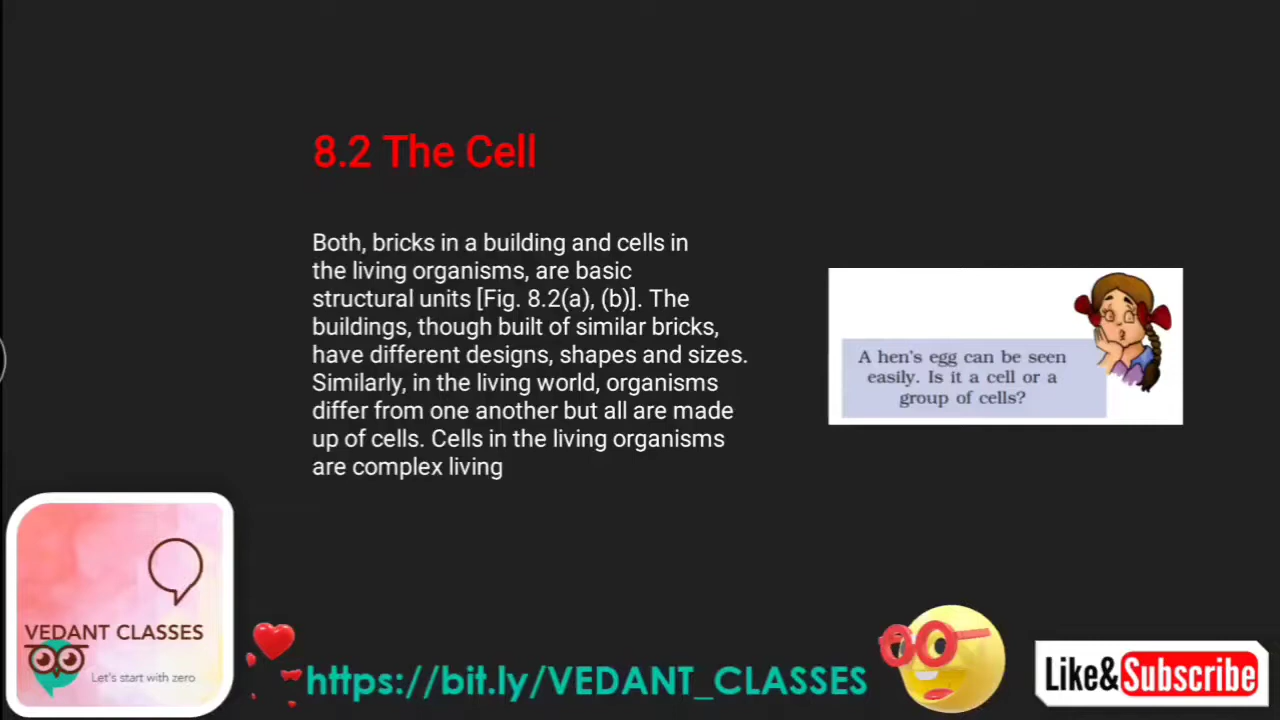 8.2 The Cell
Both, bricks in a building and cells in
the living organisms, are basic
structural units [Fig. 8.2(a), (b)]. The
buildings, though built of similar bricks,
have different designs, shapes and sizes.
Similarly, in the living world, organisms
differ from one another but all are made
up of cells. Cells in the living organisms
are complex living
A hen's egg can be seen
easily. Is it a cell or a
group of cells?
VEDANT CLASSES
Let's start with zero
https://bit.ly/VEDANT_CLASSES
Like&Subscribe